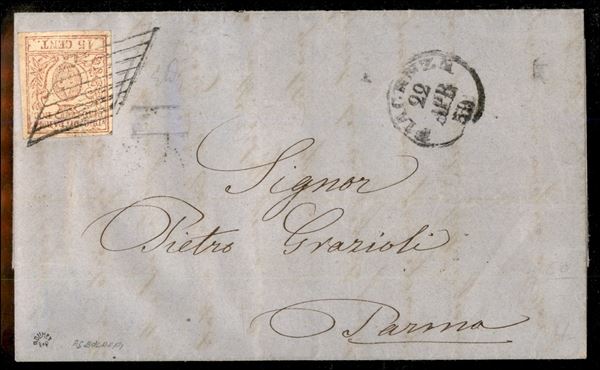 15 CENT.
PIACENZA
22
APR
59
Signor
Pietro Grazioli
Parma